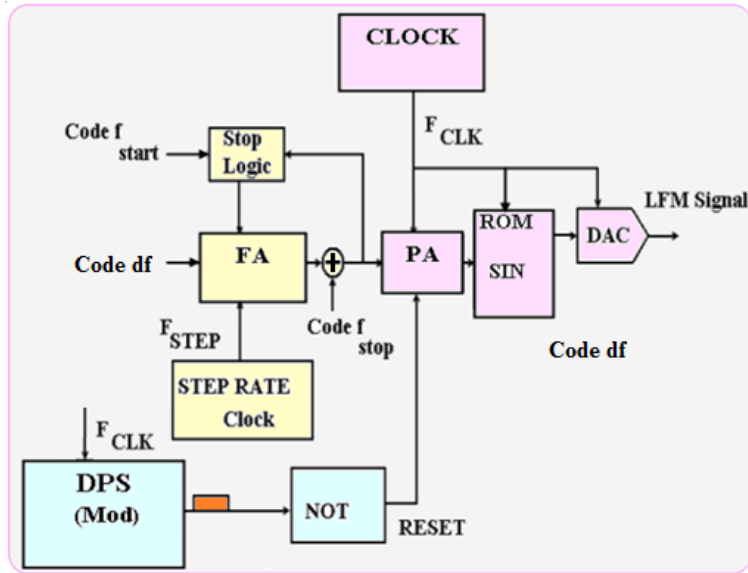 CLOCK
F CLK
Code f start
Stop
Logic
LFM Signal
ROM
SIN
DAC
FA
PA
Code df
F STEP
Code f stop
Code df
STEP RATE
Clock
F CLK
DPS
(Mod)
NOT
RESET